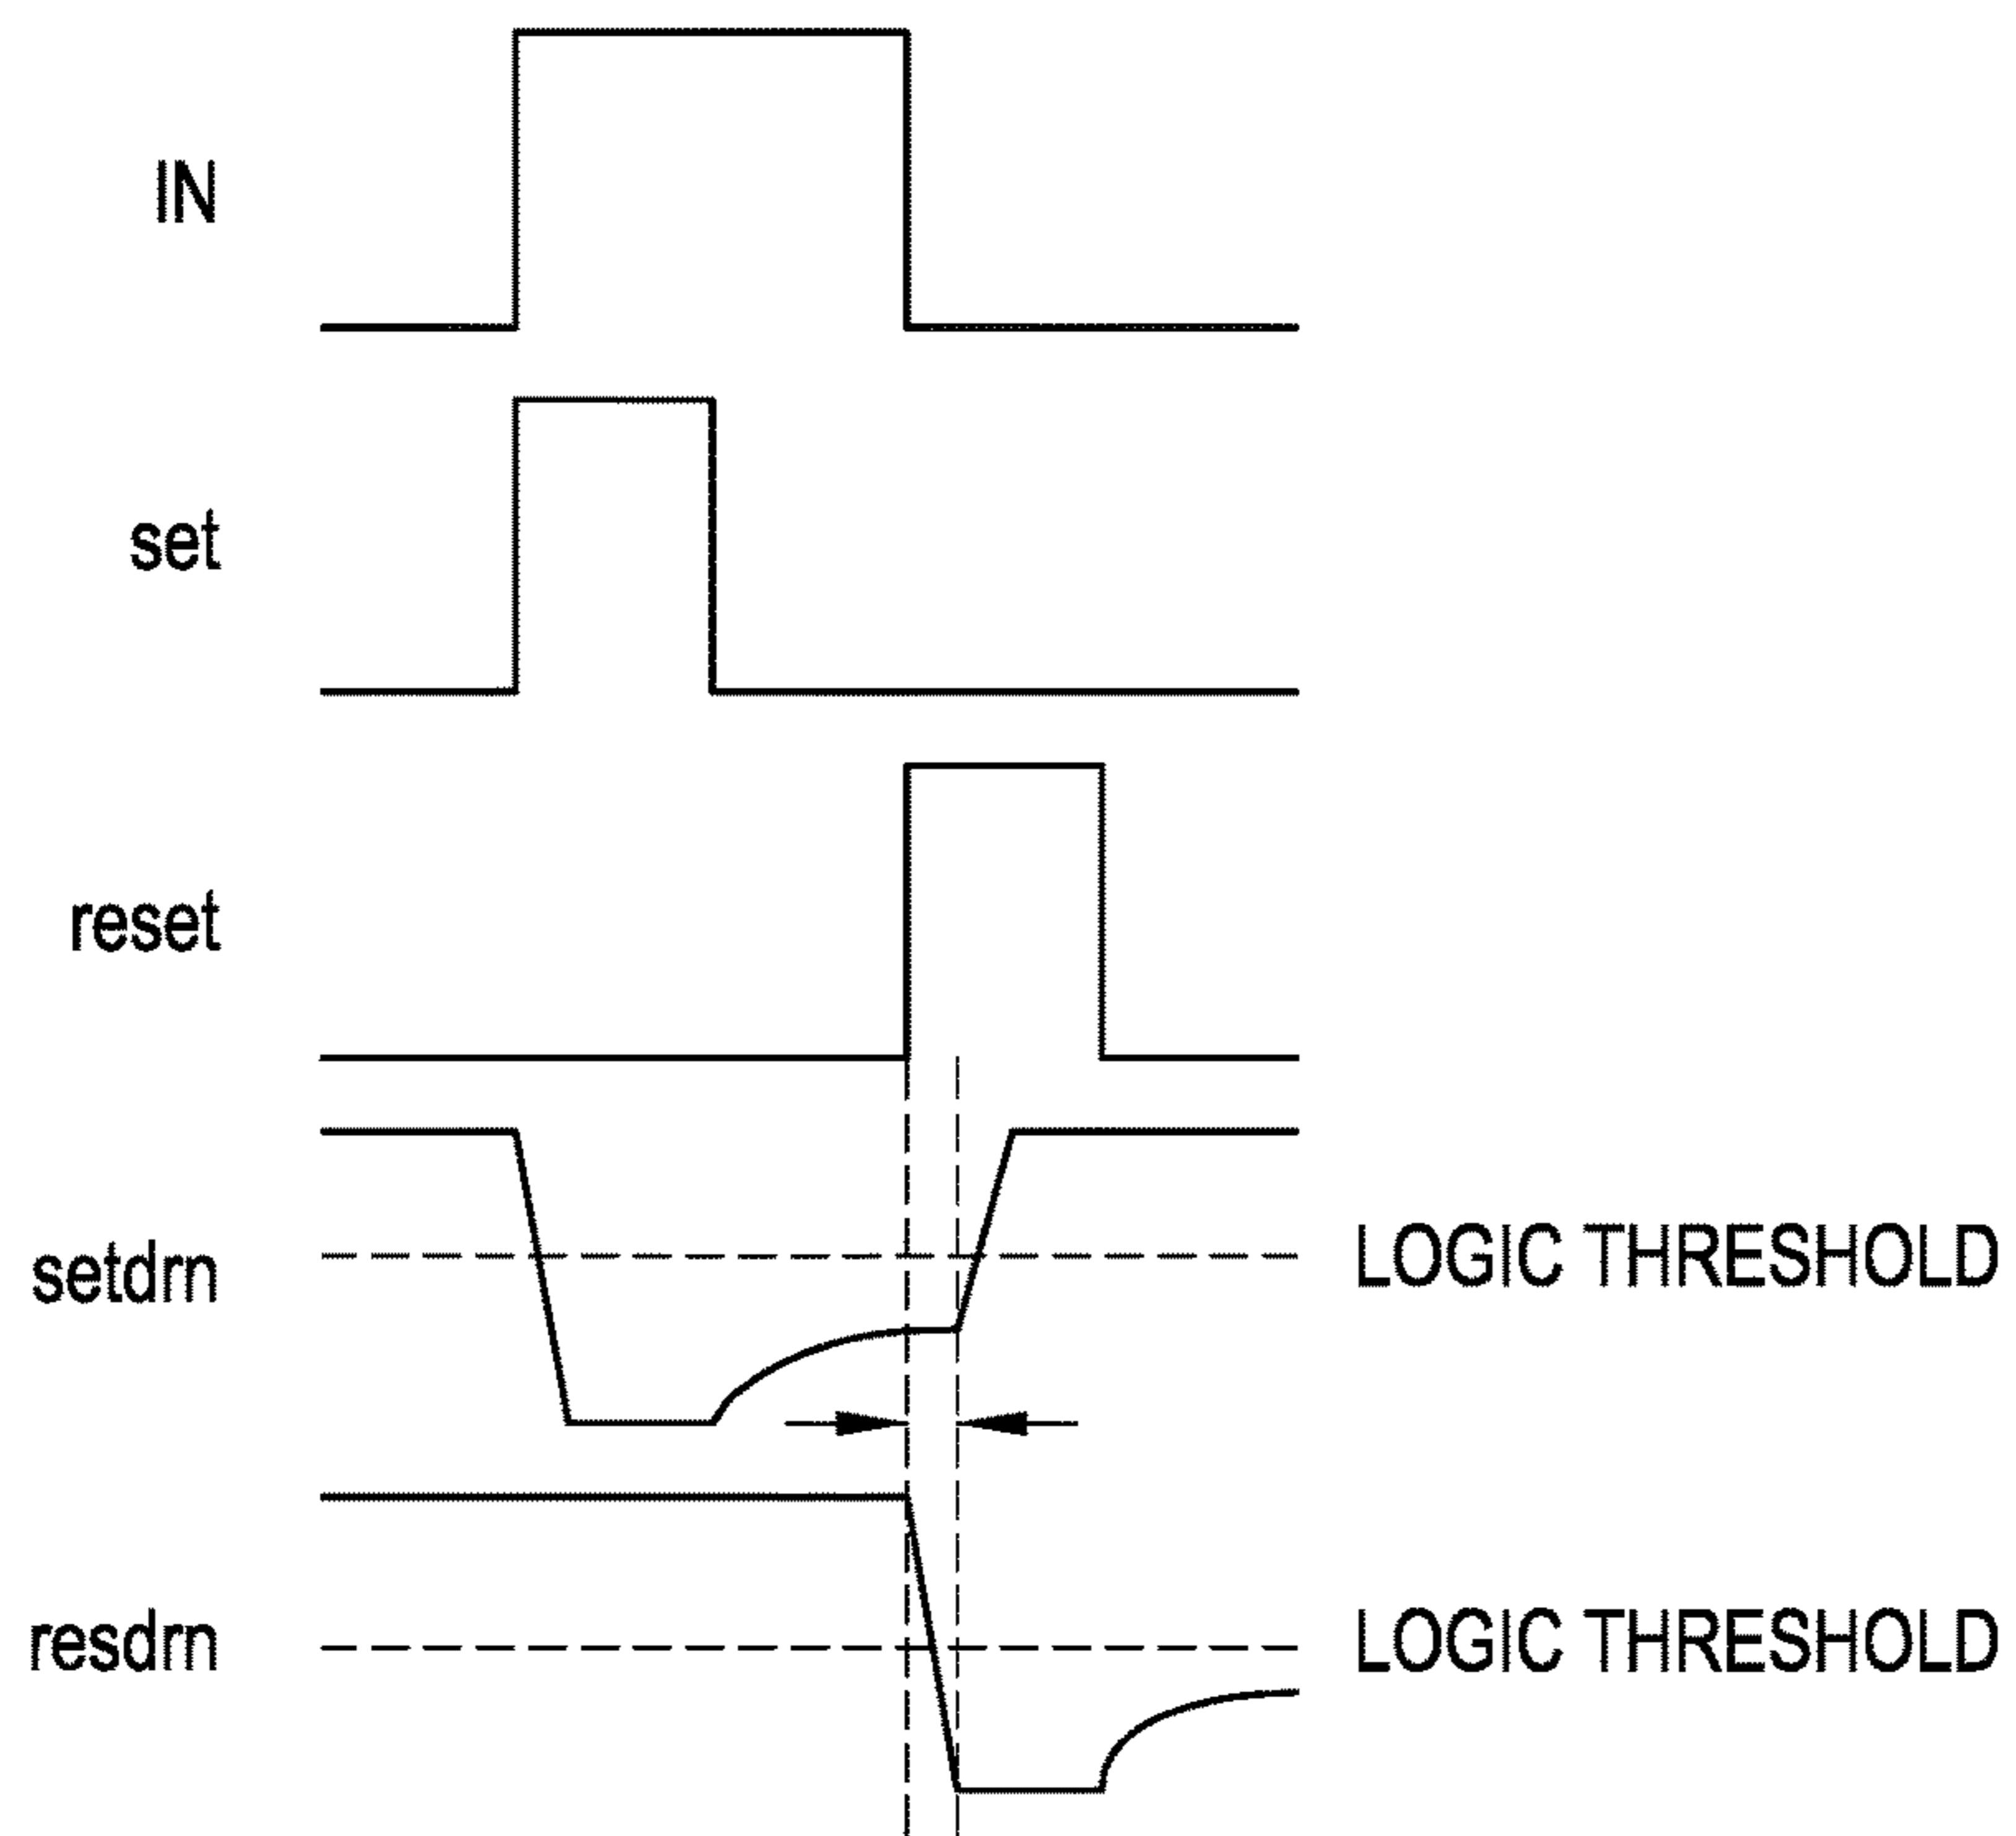 IN
set
reset
setdrn
LOGIC THRESHOLD
resdrn
LOGIC THRESHOLD